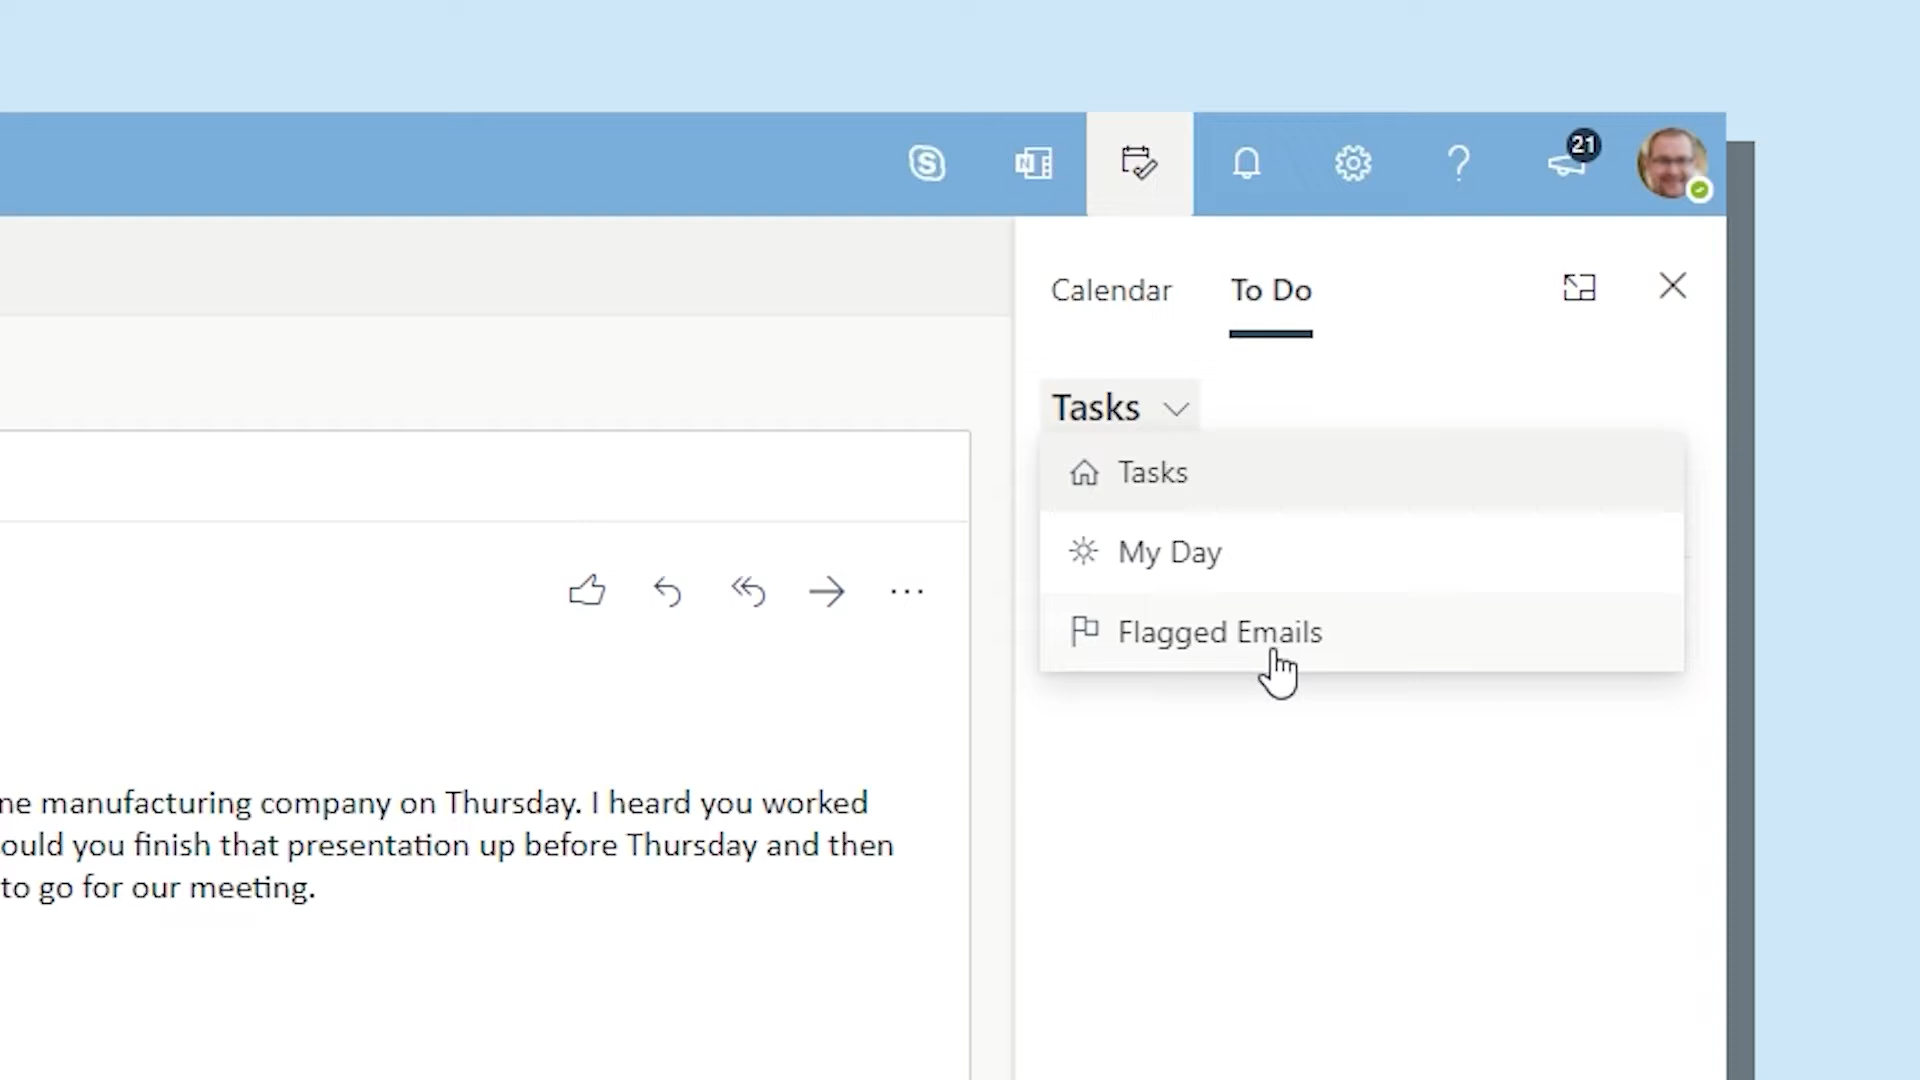 21
Calendar To Do
Tasks
Tasks
My Day
Flagged Emails
ne manufacturing company on Thursday. I heard you worked
ould you finish that presentation up before Thursday and then
to go for our meeting.